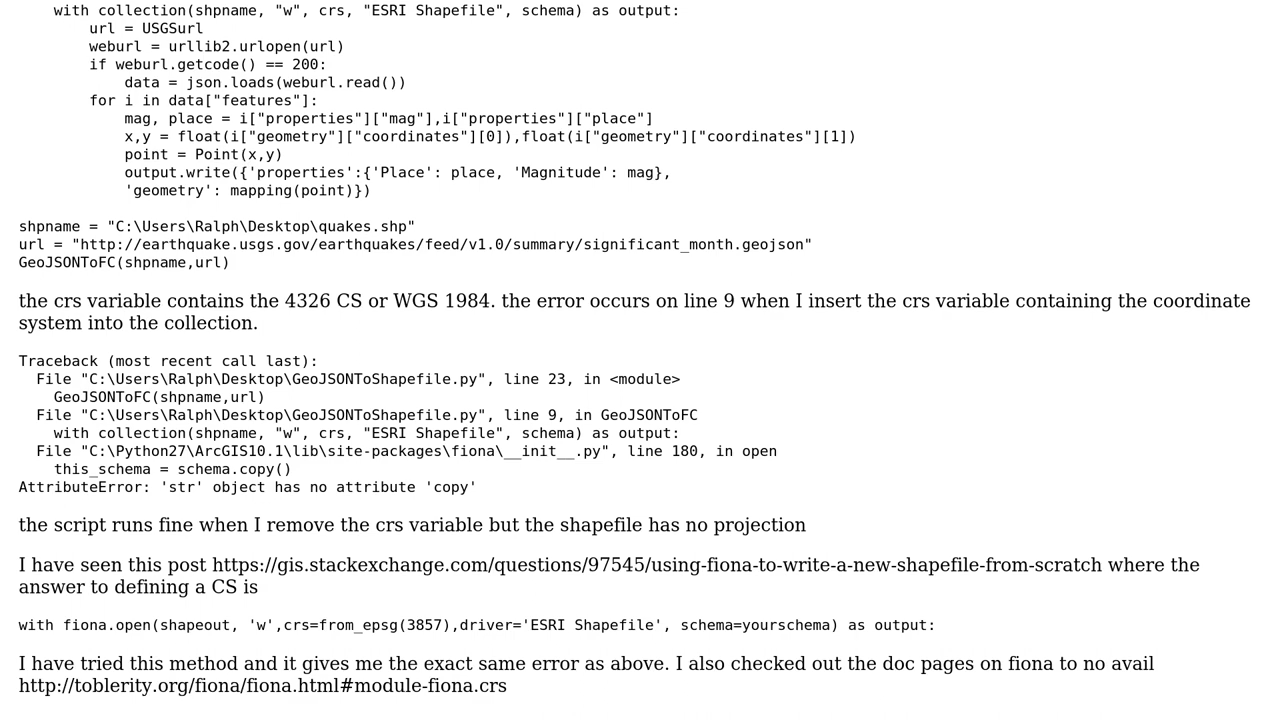 with collection(shpname, "w", crs, "ESRI Shapefile", schema) as output:
        url = USGSurl
        weburl = urllib2.urlopen(url)
        if weburl.getcode() == 200:
            data = json.loads(weburl.read())
        for i in data["features"]:
            mag, place = i["properties"]["mag"],i["properties"]["place"]
            x,y = float(i["geometry"]["coordinates"][0]),float(i["geometry"]["coordinates"][1])
            point = Point(x,y)
            output.write({'properties':{'Place': place, 'Magnitude': mag},
            'geometry': mapping(point)})

shpname = "C:\Users\Ralph\Desktop\quakes.shp"
url = "http://earthquake.usgs.gov/earthquakes/feed/v1.0/summary/significant_month.geojson"
GeoJSONToFC(shpname,url)

the crs variable contains the 4326 CS or WGS 1984. the error occurs on line 9 when I insert the crs variable containing the coordinate
system into the collection.

Traceback (most recent call last):
  File "C:\Users\Ralph\Desktop\GeoJSONToShapefile.py", line 23, in <module>
    GeoJSONToFC(shpname,url)
  File "C:\Users\Ralph\Desktop\GeoJSONToShapefile.py", line 9, in GeoJSONToFC
    with collection(shpname, "w", crs, "ESRI Shapefile", schema) as output:
  File "C:\Python27\ArcGIS10.1\lib\site-packages\fiona\__init__.py", line 180, in open
    this_schema = schema.copy()
AttributeError: 'str' object has no attribute 'copy'

the script runs fine when I remove the crs variable but the shapefile has no projection

I have seen this post https://gis.stackexchange.com/questions/97545/using-fiona-to-write-a-new-shapefile-from-scratch where the
answer to defining a CS is

with fiona.open(shapeout, 'w',crs=from_epsg(3857),driver='ESRI Shapefile', schema=yourschema) as output:

I have tried this method and it gives me the exact same error as above. I also checked out the doc pages on fiona to no avail
http://toblerity.org/fiona/fiona.html#module-fiona.crs